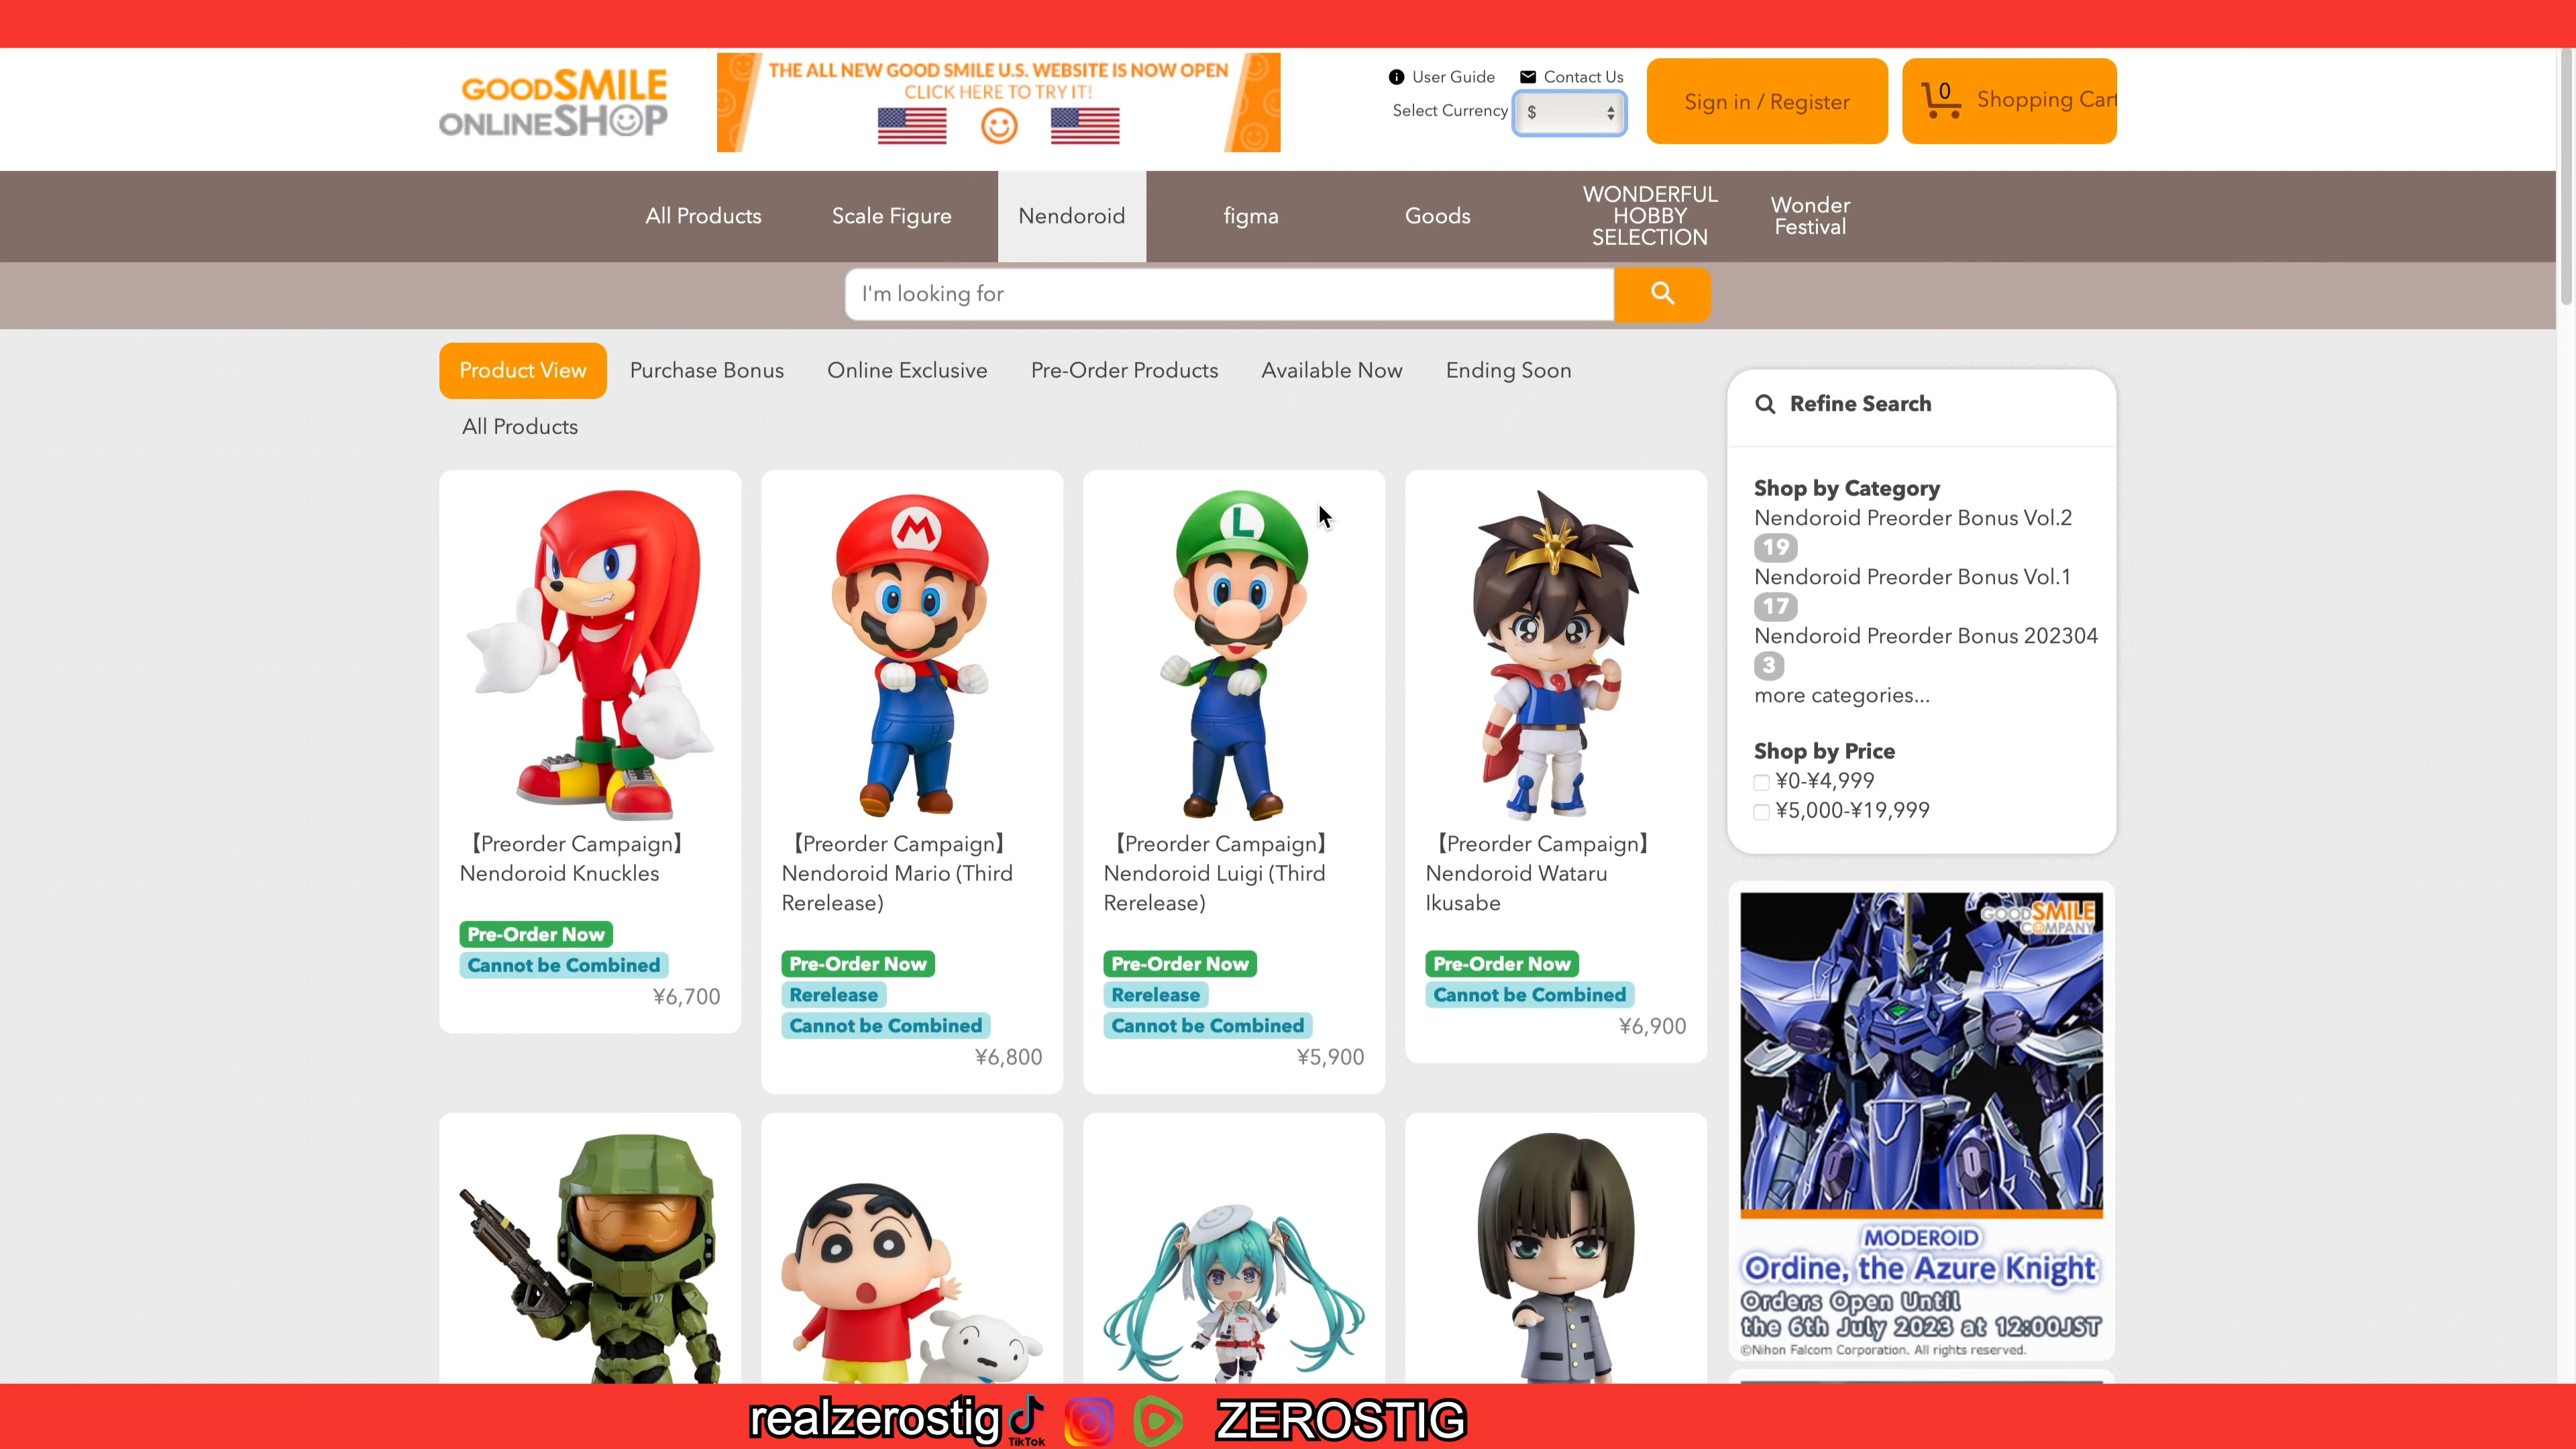 GOODSMILE
ONLINESHOP
THE ALL NEW GOOD SMILE U.S. WEBSITE IS NOW OPEN
CLICK HERE TO TRY IT!
User Guide
Contact Us
Select Currency
$
Sign in / Register
0
Shopping Cart
All Products
Scale Figure
Nendoroid
figma
Goods
WONDERFUL
HOBBY
SELECTION
Wonder
Festival
I'm looking for
Product View
Purchase Bonus
Online Exclusive
Pre-Order Products
Available Now
Ending Soon
All Products
M
【Preorder Campaign】
Nendoroid Knuckles
Pre-Order Now
Cannot be Combined
¥6,700
【Preorder Campaign】
Nendoroid Mario (Third
Rerelease)
Pre-Order Now
Rerelease
Cannot be Combined
¥6,800
L
【Preorder Campaign】
Nendoroid Luigi (Third
Rerelease)
Pre-Order Now
Rerelease
Cannot be Combined
¥5,900
【Preorder Campaign】
Nendoroid Wataru
Ikusabe
Pre-Order Now
Cannot be Combined
¥6,900
117
Refine Search
Shop by Category
Nendoroid Preorder Bonus Vol.2
19
Nendoroid Preorder Bonus Vol.1
17
Nendoroid Preorder Bonus 202304
3
more categories...
Shop by Price
¥0-¥4,999
¥5,000-¥19,999
GOODSMILE
COMPANY
MODEROID
Ordine, the Azure Knight
Orders Open Until
the 6th July 2023 at 12:00JST
©Nihon Falcom Corporation. All rights reserved.
realzerostig
TikTok
ZEROSTIG